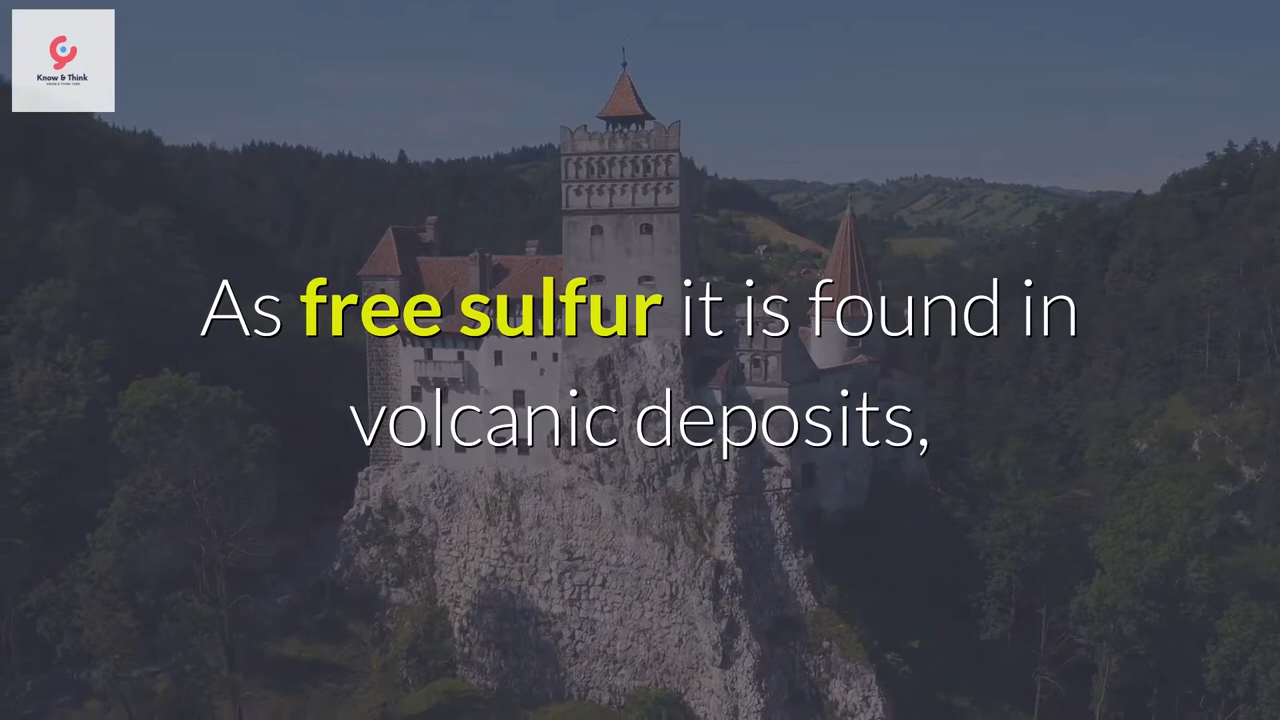 Know & Think
As free sulfur it is found in
volcanic deposits,